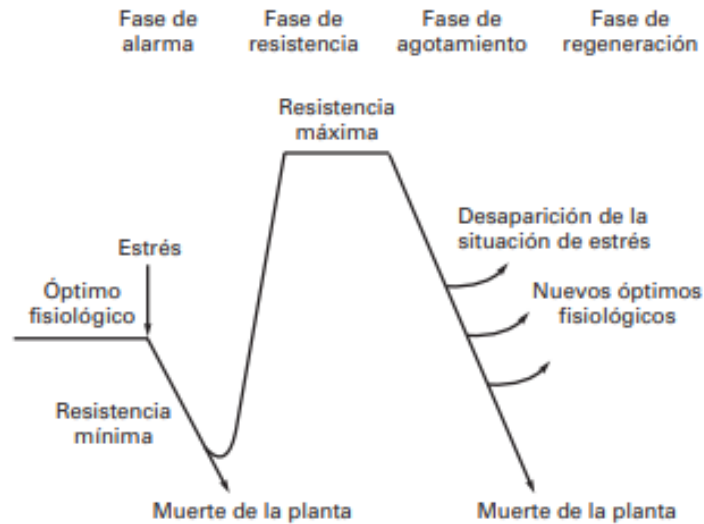 Fase de
alarma
Fase de
resistencia
Fase de
agotamiento
Fase de
regeneración
Resistencia
máxima
Desaparición de la
situación de estrés
Estrés
Óptimo
fisiológico
Nuevos óptimos
fisiológicos
Resistencia
mínima
Muerte de la planta
Muerte de la planta